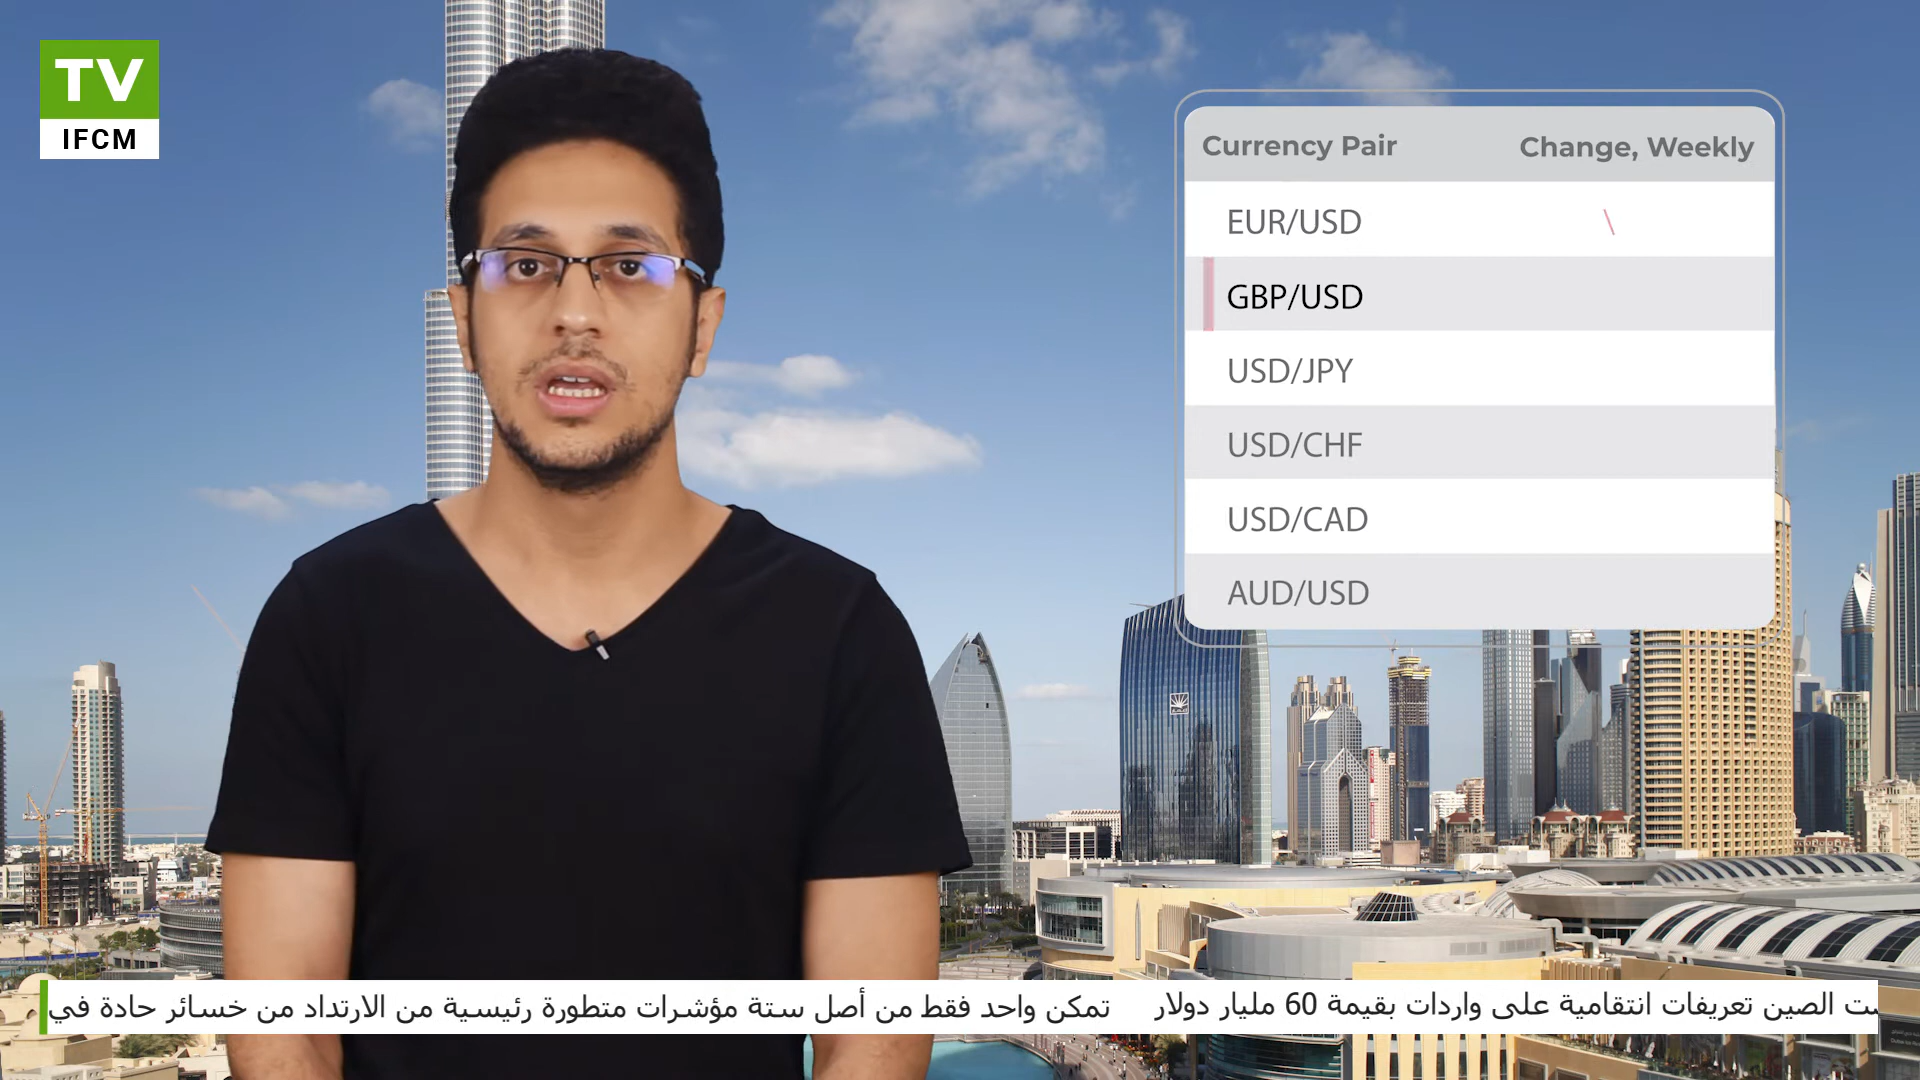 TV
IFCM
Currency Pair Change, Weekly
EUR/USD
GBP/USD
USD/JPY
USD/CHF
USD/CAD
AUD/USD
الصين تعريفات انتقامية على واردات بقيمة 60 مليار دولار
تمكن واحد فقط من أصل ستة مؤشرات متطورة رئيسية من الارتداد من خسائر حادة في